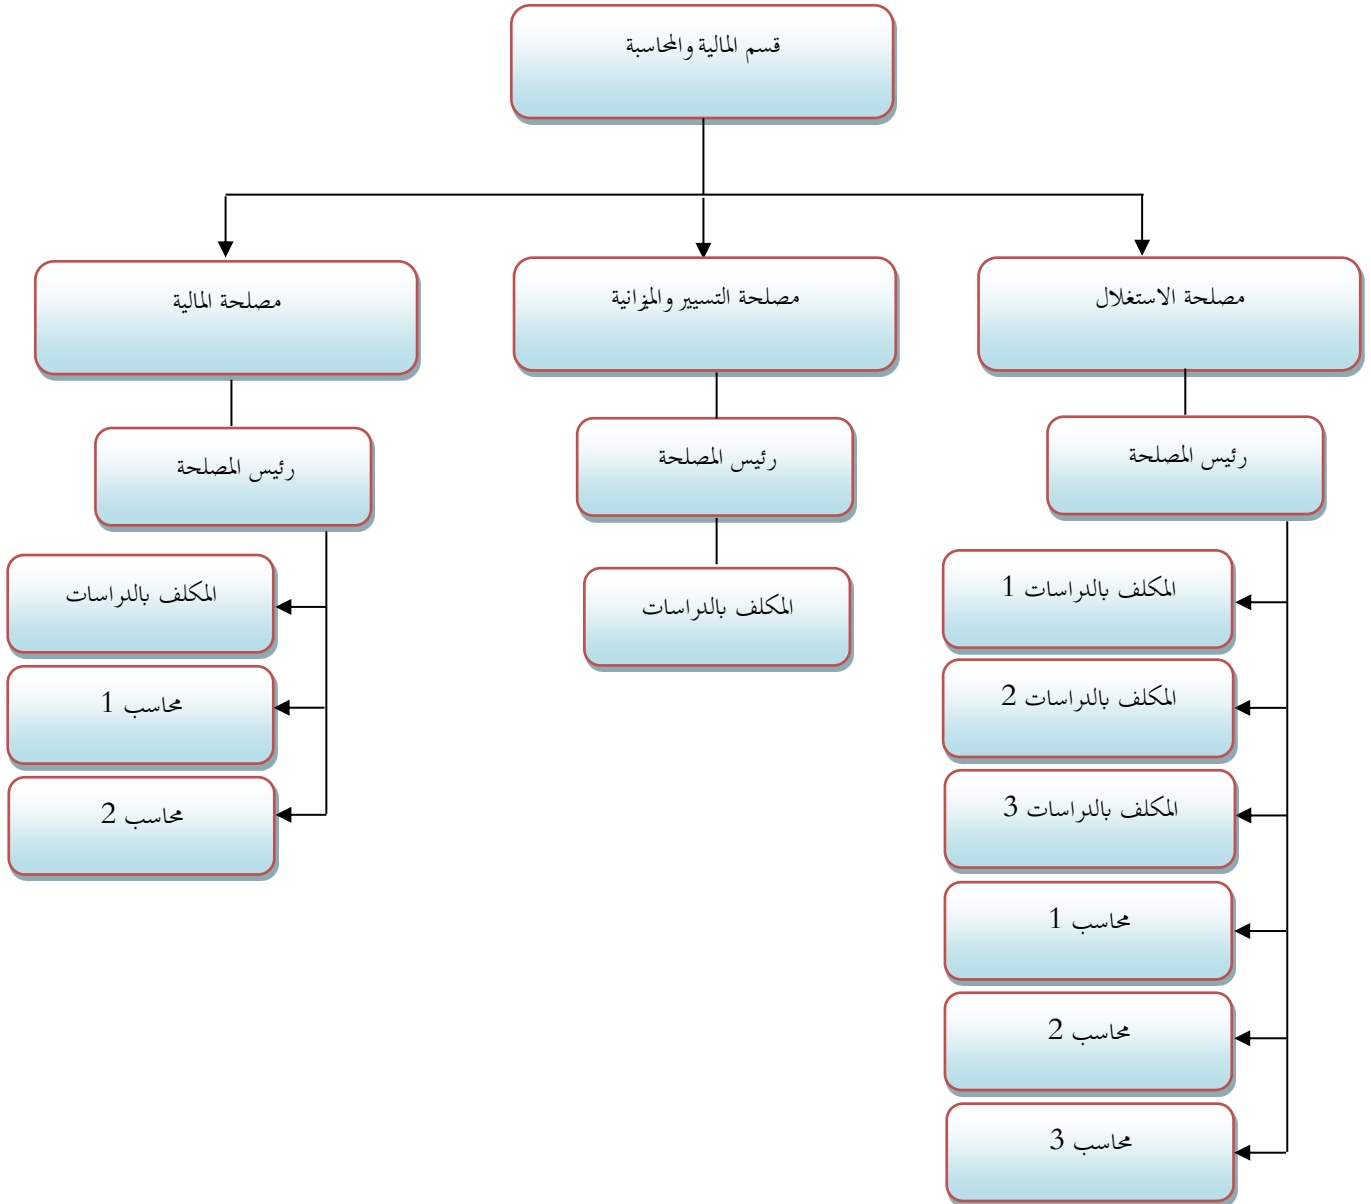 قسم المالية والمحاسبة
مصلحة الاستغلال
مصلحة التسيير والميزانية
مصلحة المالية
رئيس المصلحة
رئيس المصلحة
رئيس المصلحة
المكلف بالدراسات 1
المكلف بالدراسات 2
المكلف بالدراسات 3
محاسب 1
محاسب 2
محاسب 3
المكلف بالدراسات
المكلف بالدراسات
محاسب 1
محاسب 2